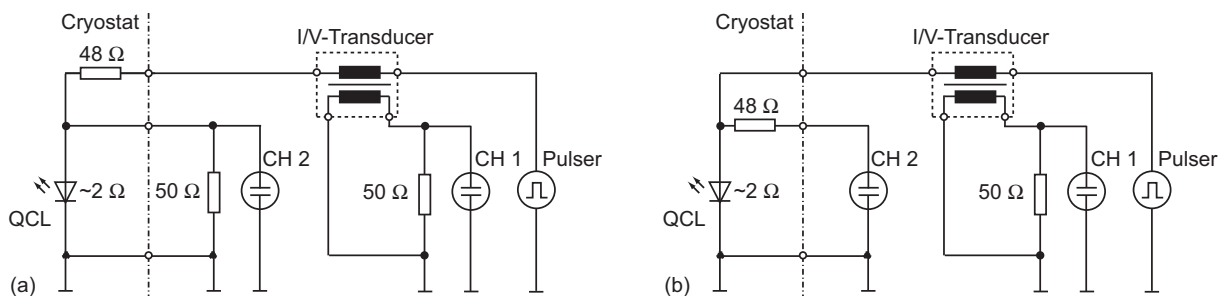 Cryostat
48 Ω
I/V-Transducer
CH 2
CH 1
Pulser
~2 Ω
50 Ω
50 Ω
QCL
(a)
Cryostat
I/V-Transducer
48 Ω
CH 2
CH 1
Pulser
~2 Ω
50 Ω
QCL
(b)